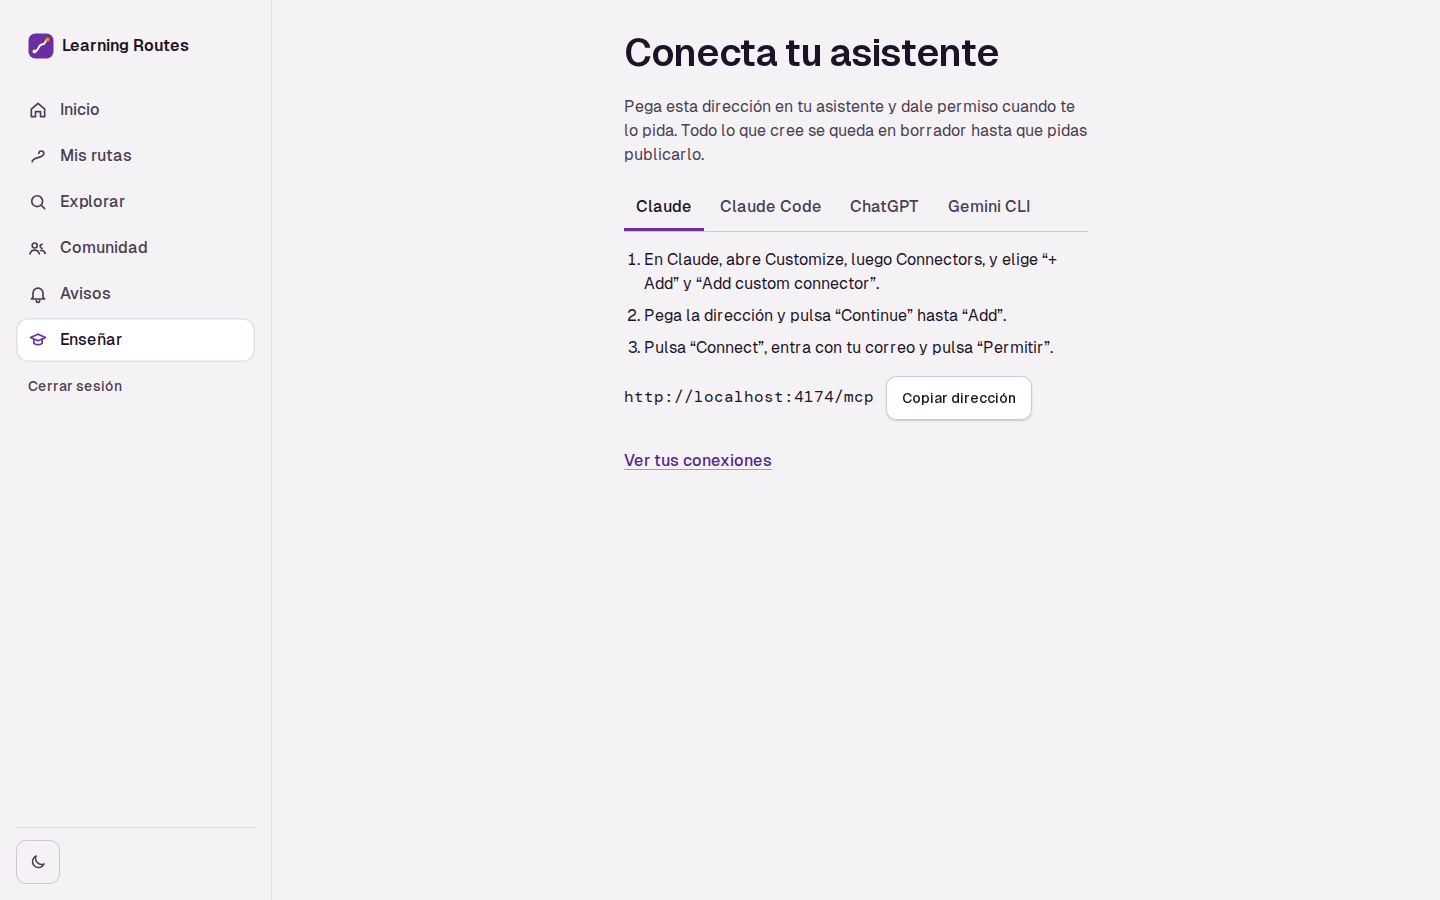 Learning Routes
Inicio
Mis rutas
Explorar
Comunidad
Avisos
Enseñar
Cerrar sesión
Conecta tu asistente
Pega esta dirección en tu asistente y dale permiso cuando te
lo pida. Todo lo que cree se queda en borrador hasta que pidas
publicarlo.
Claude Claude Code ChatGPT Gemini CLI
1. En Claude, abre Customize, luego Connectors, y elige “+
Add” y “Add custom connector”.
2. Pega la dirección y pulsa “Continue” hasta “Add”.
3. Pulsa “Connect”, entra con tu correo y pulsa “Permitir”.
http://localhost:4174/mcp Copiar dirección
Ver tus conexiones